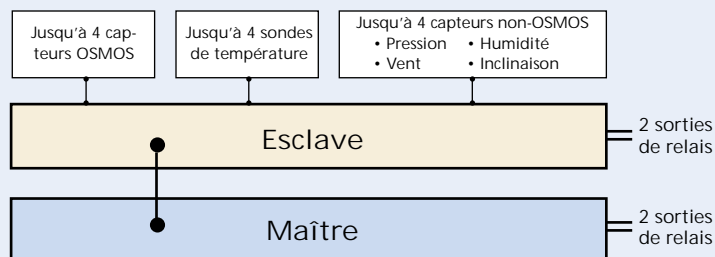 Jusqu'à 4 cap-
teurs OSMOS
Jusqu'à 4 sondes
de température
Jusqu'à 4 capteurs non-OSMOS
• Pression • Humidité
• Vent • Inclinaison
Esclave
2 sorties
de relais
Maître
2 sorties
de relais